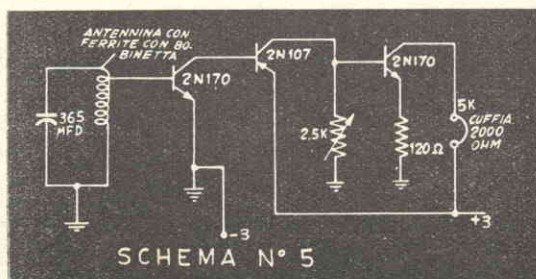 ANTENNINA CON
FERRITE CON BO-
BINETTA
365
MFD
2N170
2N107
2N170
2.5K
120Ω
5K
CUFFIA
2000
OHM
-3
+3
SCHEMA N° 5